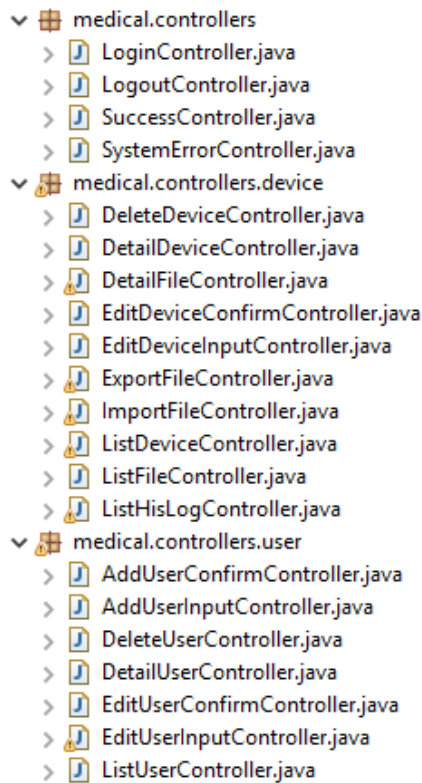 medical.controllers
LoginController.java
LogoutController.java
SuccessController.java
SystemErrorController.java
medical.controllers.device
DeleteDeviceController.java
DetailDeviceController.java
DetailFileController.java
EditDeviceConfirmController.java
EditDeviceInputController.java
ExportFileController.java
ImportFileController.java
ListDeviceController.java
ListFileController.java
ListHisLogController.java
medical.controllers.user
AddUserConfirmController.java
AddUserInputController.java
DeleteUserController.java
DetailUserController.java
EditUserConfirmController.java
EditUserInputController.java
ListUserController.java